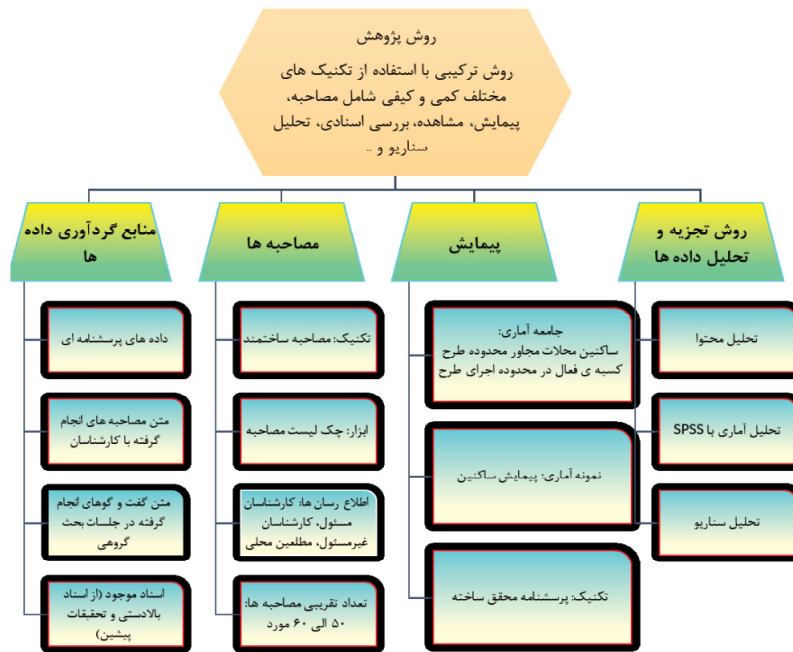 روش پژوهش
روش ترکیبی با استفاده از تکنیک های
مختلف کمی و کیفی شامل مصاحبه،
پیمایش، مشاهده، بررسی اسنادی، تحلیل
سناریو و ..
روش تجزیه و
تحلیل داده ها
تحلیل محتوا
تحلیل آماری با SPSS
تحلیل سناریو
پیمایش
جامعه آماری:
ساکنین محلات مجاور محدوده طرح
کسبه ی فعال در محدوده اجرای طرح
نمونه آماری: پیمایش ساکنین
تکنیک: پرسشنامه محقق ساخته
مصاحبه ها
تکنیک: مصاحبه ساختمند
ابزار: چک لیست مصاحبه
اطلاع رسان ها: کارشناسان
مسئول، کارشناسان
غیرمسئول، مطلعین محلی
تعداد تقریبی مصاحبه ها:
۵۰ الی ۶۰ مورد
منابع گردآوری داده
ها
داده های پرسشنامه ای
متن مصاحبه های انجام
گرفته با کارشناسان
متن گفت و گوهای انجام
گرفته در جلسات بحث
گروهی
اسناد موجود (از اسناد
بالادستی و تحقیقات
پیشین)